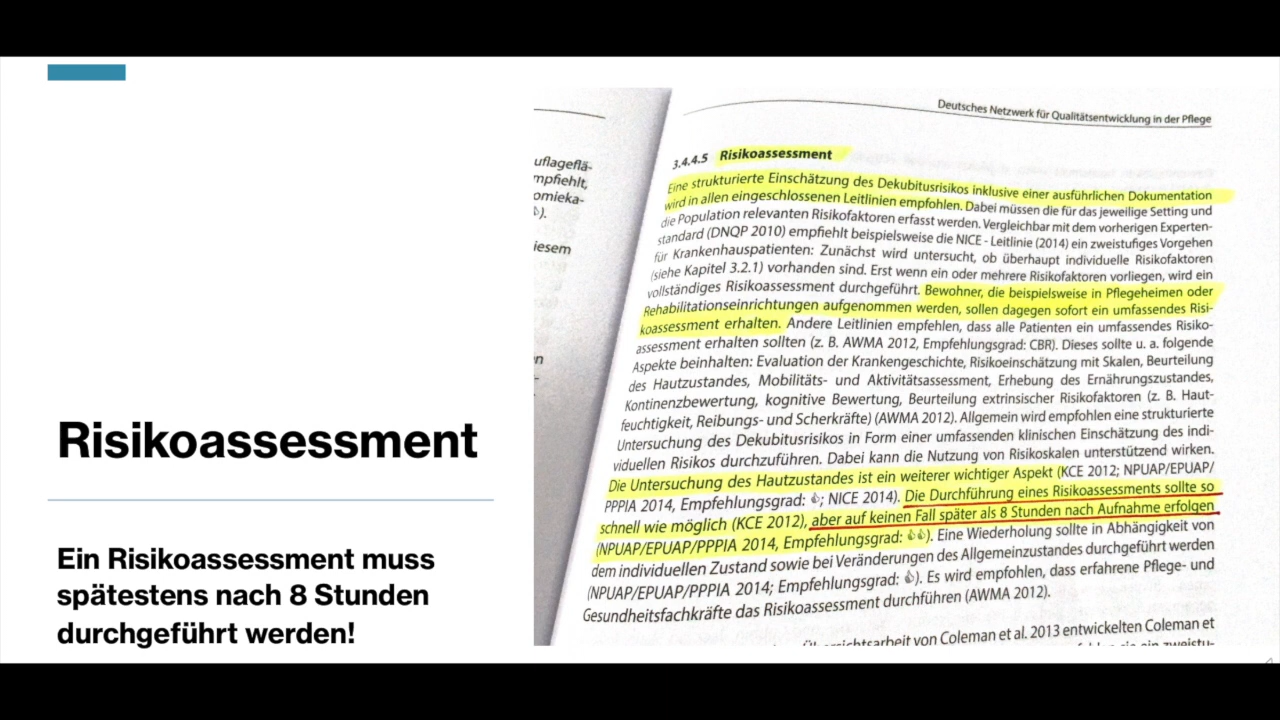 Risikoassessment
Ein Risikoassessment muss
spätestens nach 8 Stunden
durchgeführt werden!
uflageflä-
mpfiehlt,
omieka-
).
iesem
n
Deutsches Netzwerk für Qualitätsentwicklung in der Pflege
3.4.4.5 Risikoassessment
Eine strukturierte Einschätzung des Dekubitusrisikos inklusive einer ausführlichen Dokumentation
wird in allen eingeschlossenen Leitlinien empfohlen. Dabei müssen die für das jeweilige Setting und
die Population relevanten Risikofaktoren erfasst werden. Vergleichbar mit dem vorherigen Experten-
standard (DNQP 2010) empfiehlt beispielsweise die NICE - Leitlinie (2014) ein zweistufiges Vorgehen
für Krankenhauspatienten: Zunächst wird untersucht, ob überhaupt individuelle Risikofaktoren
(siehe Kapitel 3.2.1) vorhanden sind. Erst wenn ein oder mehrere Risikofaktoren vorliegen, wird ein
vollständiges Risikoassessment durchgeführt. Bewohner, die beispielsweise in Pflegeheimen oder
Rehabilitationseinrichtungen aufgenommen werden, sollen dagegen sofort ein umfassendes Risi-
koassessment erhalten. Andere Leitlinien empfehlen, dass alle Patienten ein umfassendes Risiko-
assessment erhalten sollten (z. B. AWMA 2012, Empfehlungsgrad: CBR). Dieses sollte u. a. folgende
Aspekte beinhalten: Evaluation der Krankengeschichte, Risikoeinschätzung mit Skalen, Beurteilung
des Hautzustandes, Mobilitäts- und Aktivitätsassessment, Erhebung des Ernährungszustandes,
Kontinenzbewertung, kognitive Bewertung, Beurteilung extrinsischer Risikofaktoren (z. B. Haut-
feuchtigkeit, Reibungs- und Scherkräfte) (AWMA 2012). Allgemein wird empfohlen eine strukturierte
Untersuchung des Dekubitusrisikos in Form einer umfassenden klinischen Einschätzung des indi-
viduellen Risikos durchzuführen. Dabei kann die Nutzung von Risikoskalen unterstützend wirken.
Die Untersuchung des Hautzustandes ist ein weiterer wichtiger Aspekt (KCE 2012; NPUAP/EPUAP/
PPPIA 2014, Empfehlungsgrad: 👍; NICE 2014). Die Durchführung eines Risikoassessments sollte so
schnell wie möglich (KCE 2012), aber auf keinen Fall später als 8 Stunden nach Aufnahme erfolgen
(NPUAP/EPUAP/PPPIA 2014, Empfehlungsgrad: 👍👍). Eine Wiederholung sollte in Abhängigkeit von
dem individuellen Zustand sowie bei Veränderungen des Allgemeinzustandes durchgeführt werden
(NPUAP/EPUAP/PPPIA 2014; Empfehlungsgrad: 👍). Es wird empfohlen, dass erfahrene Pflege- und
Gesundheitsfachkräfte das Risikoassessment durchführen (AWMA 2012).
Übersichtsarbeit von Coleman et al. 2013 entwickelten Coleman et